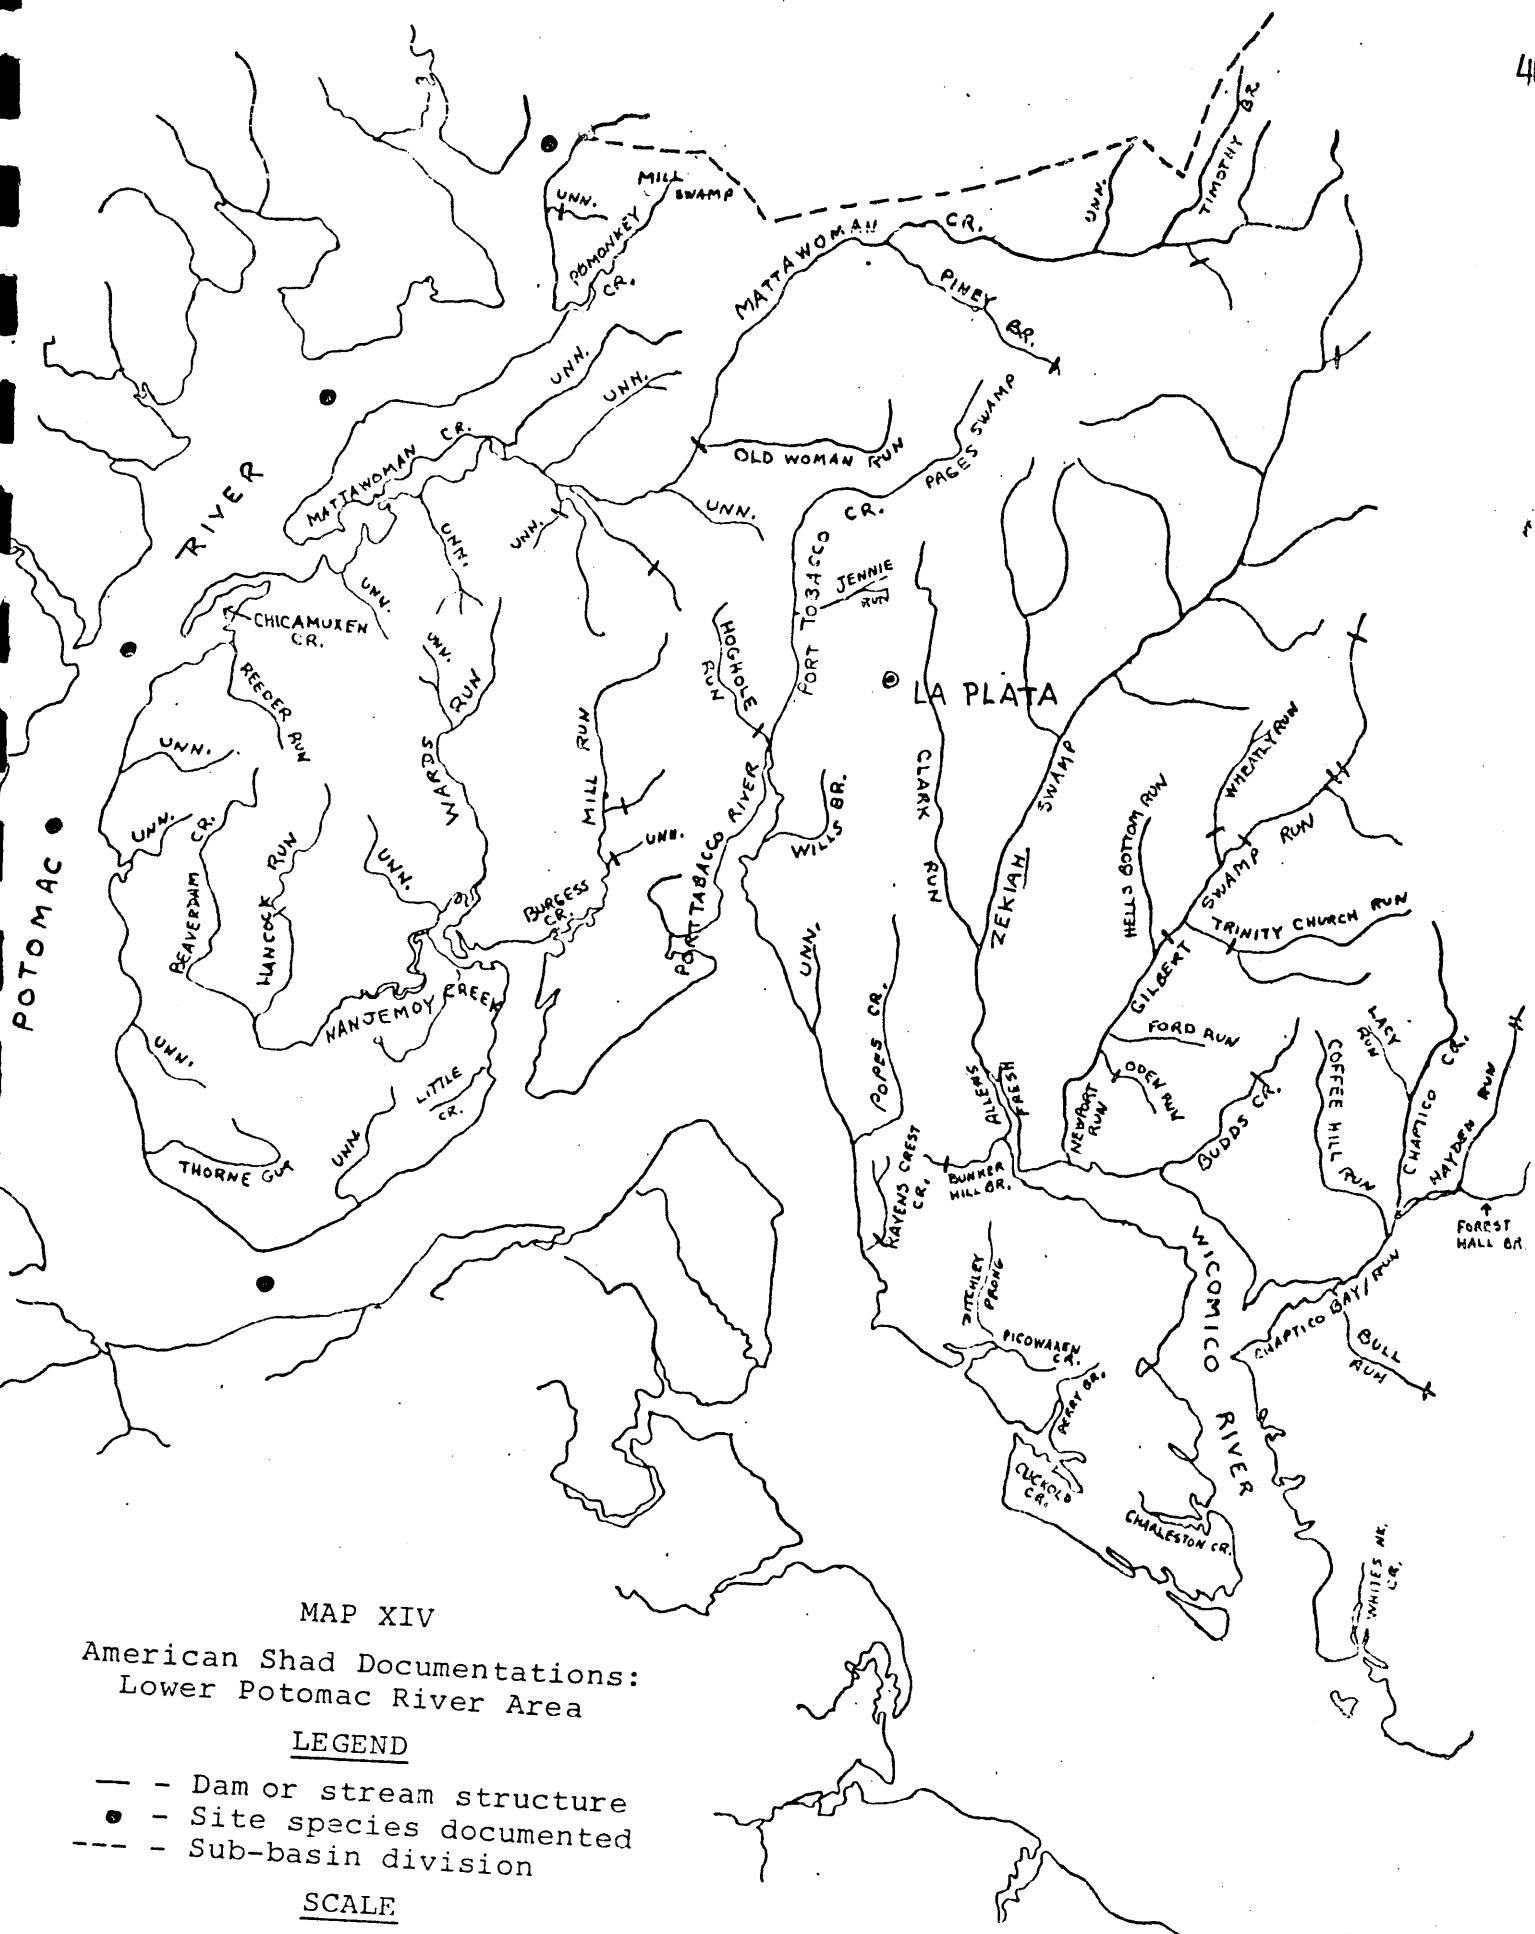 MILL
SWAMP
UNN.
POMONKEY
CR.
TIMOTHY BR.
UNN.
MATTAWOMAN CR.
PINEY BR.
UNN.
UNN.
MATTAWOMAN CR.
OLD WOMAN RUN
PAGES SWAMP
UNN.
UNN.
UNN.
RIVER
PORT TOBACCO CR.
JENNIE
RUN
UNN.
CHICAMUXEN
CR.
REEDER RUN
UNN.
WARDS RUN
HOGHOLE
RUN
LA PLATA
UNN.
UNN.
BEAVERDAM CR.
HANCOCK RUN
UNN.
MILL RUN
UNN.
BURGESS
CR.
PORTTABACCO RIVER
WILLS BR.
CLARK RUN
ZEKIAH SWAMP
HELLS BOTTOM RUN
WHEATLY RUN
GILBERT SWAMP RUN
TRINITY CHURCH RUN
POTOMAC
NANJEMOY CREEK
UNN.
UNN.
POPES CR.
FORD RUN
ODEN RUN
NEWPORT
RUN
ALLENS
FRESH
BUDDS CR.
COFFEE HILL RUN
LACY
RUN
CHAPTICO CR.
HAYDEN RUN
FOREST
HALL BR.
LITTLE
CR.
UNN.
THORNE GUT
RAVENS CREST
CR.
BUNKER
HILL BR.
DITCHLEY
PRONG
PICOWAXEN
CR.
PERRY BR.
CUCKOLD
CR.
CHARLESTON CR.
WICOMICO RIVER
CHAPTICO BAY/RUN
BULL
RUN
WHITES NK.
CR.
MAP XIV
American Shad Documentations:
Lower Potomac River Area
LEGEND
— - Dam or stream structure
● - Site species documented
--- - Sub-basin division
SCALE